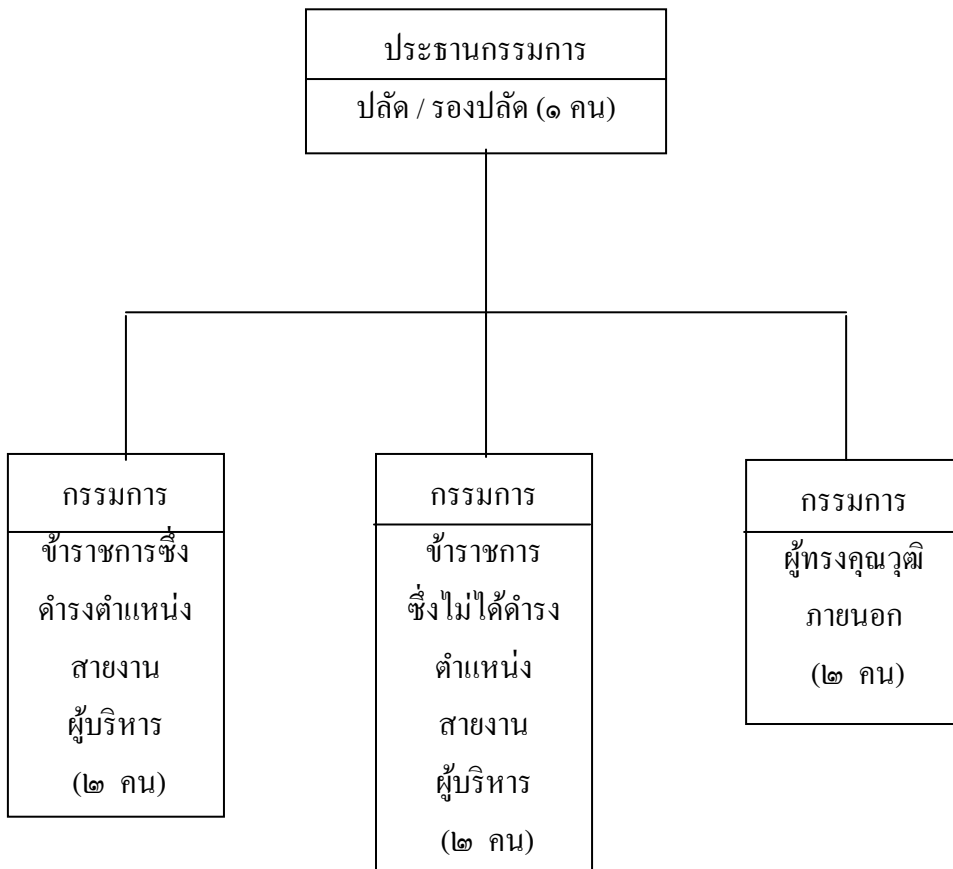 ประธานกรรมการ
ปลัด / รองปลัด (๑ คน)
กรรมการ
ข้าราชการซึ่ง
ดำรงตำแหน่ง
สายงาน
ผู้บริหาร
(๒ คน)
กรรมการ
ข้าราชการ
ซึ่งไม่ได้ดำรง
ตำแหน่ง
สายงาน
ผู้บริหาร
(๒ คน)
กรรมการ
ผู้ทรงคุณวุฒิ
ภายนอก
(๒ คน)